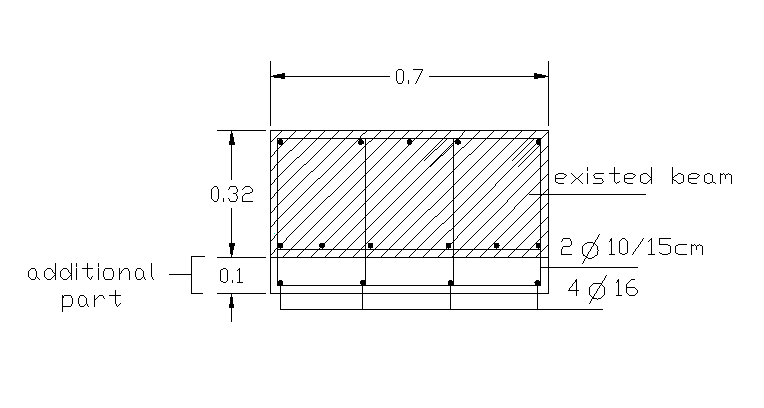 0.7
existed beam
0.32
2 ∅ 10/15cm
additional
part
0.1
4 ∅ 16